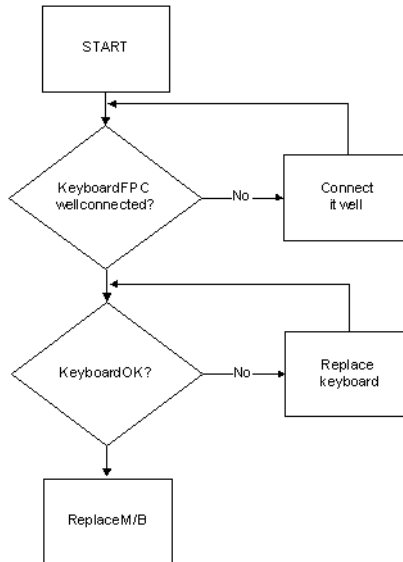 START
KeyboardFPC
wellconnected?
No
Connect
it well
KeyboardOK?
No
Replace
keyboard
ReplaceM/B